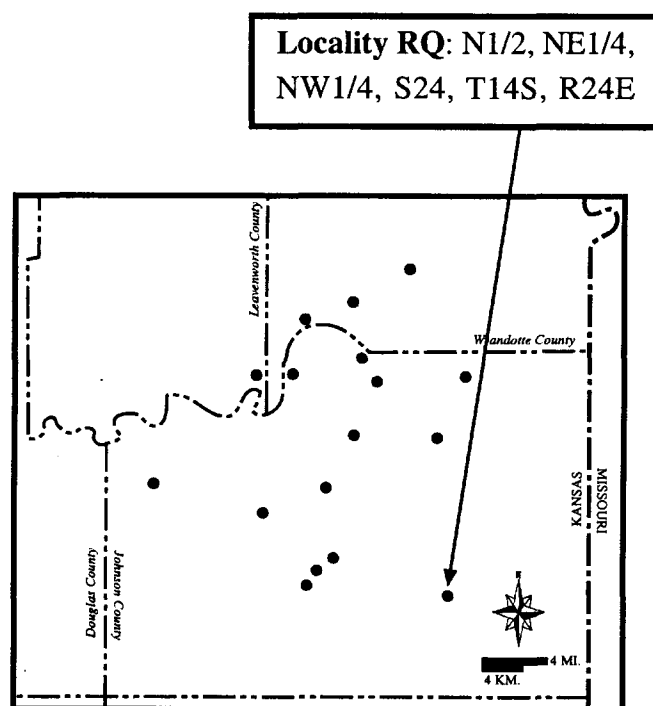 Locality RQ: N1/2, NE1/4,
NW1/4, S24, T14S, R24E
Leavenworth County
Wyandotte County
KANSAS
MISSOURI
Douglas County
Johnson County
4 MI.
4 KM.